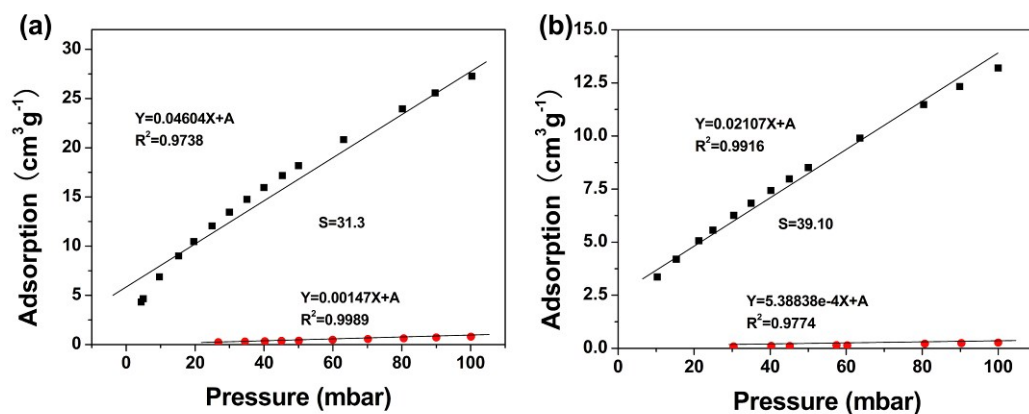 (a)
Adsorption (cm³g⁻¹)
30
25
20
15
10
5
0
Y=0.04604X+A
R²=0.9738
S=31.3
Y=0.00147X+A
R²=0.9989
0 20 40 60 80 100
Pressure (mbar)
(b)
Adsorption (cm³g⁻¹)
15.0
12.5
10.0
7.5
5.0
2.5
0.0
Y=0.02107X+A
R²=0.9916
S=39.10
Y=5.38838e-4X+A
R²=0.9774
0 20 40 60 80 100
Pressure (mbar)